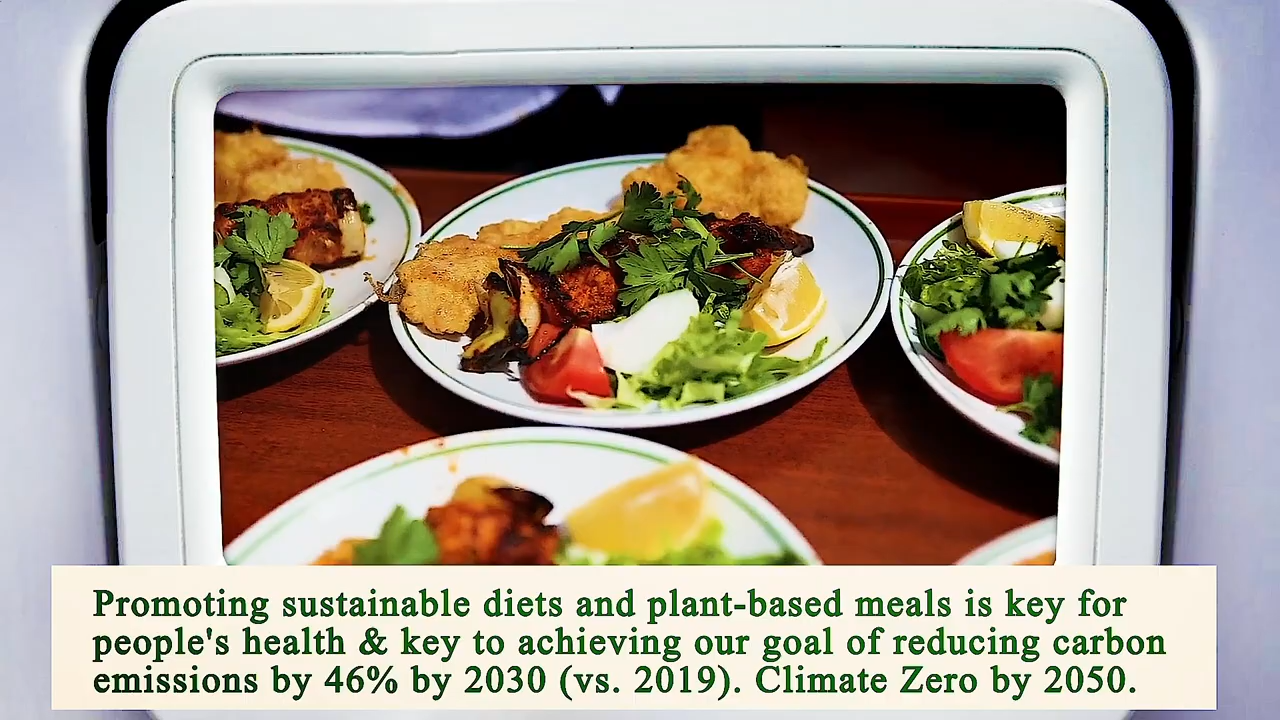 Promoting sustainable diets and plant-based meals is key for
people's health & key to achieving our goal of reducing carbon
emissions by 46% by 2030 (vs. 2019). Climate Zero by 2050.